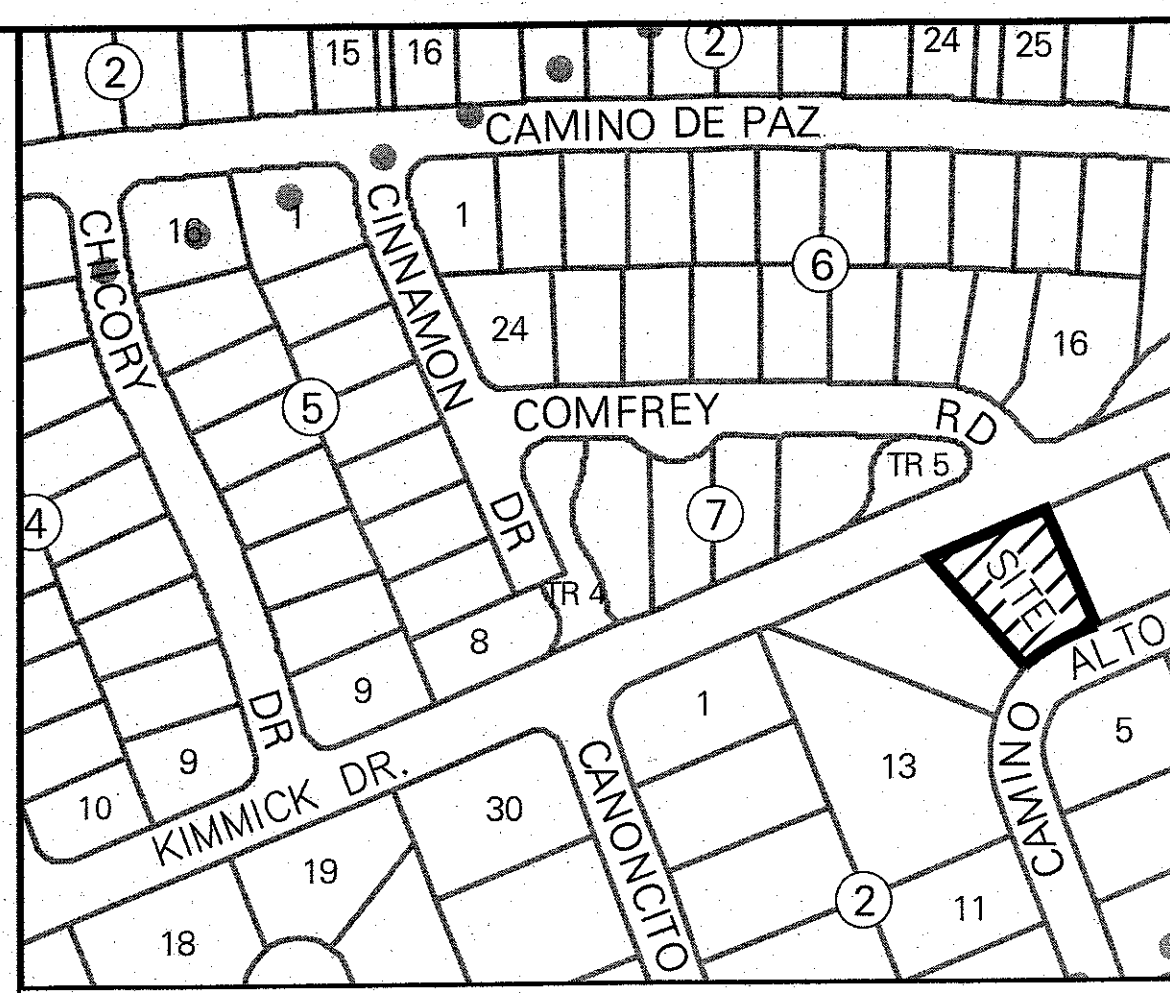 2
15
16
2
24
25
CAMINO DE PAZ
CHICORY
16
1
CINNAMON
1
6
24
16
5
COMFREY
RD
TR 5
4
DR
7
SITE
TR 4
8
ALTO
9
1
DR
CAMINO
5
9
13
KIMMICK DR.
CANONCITO
10
30
19
2
11
18